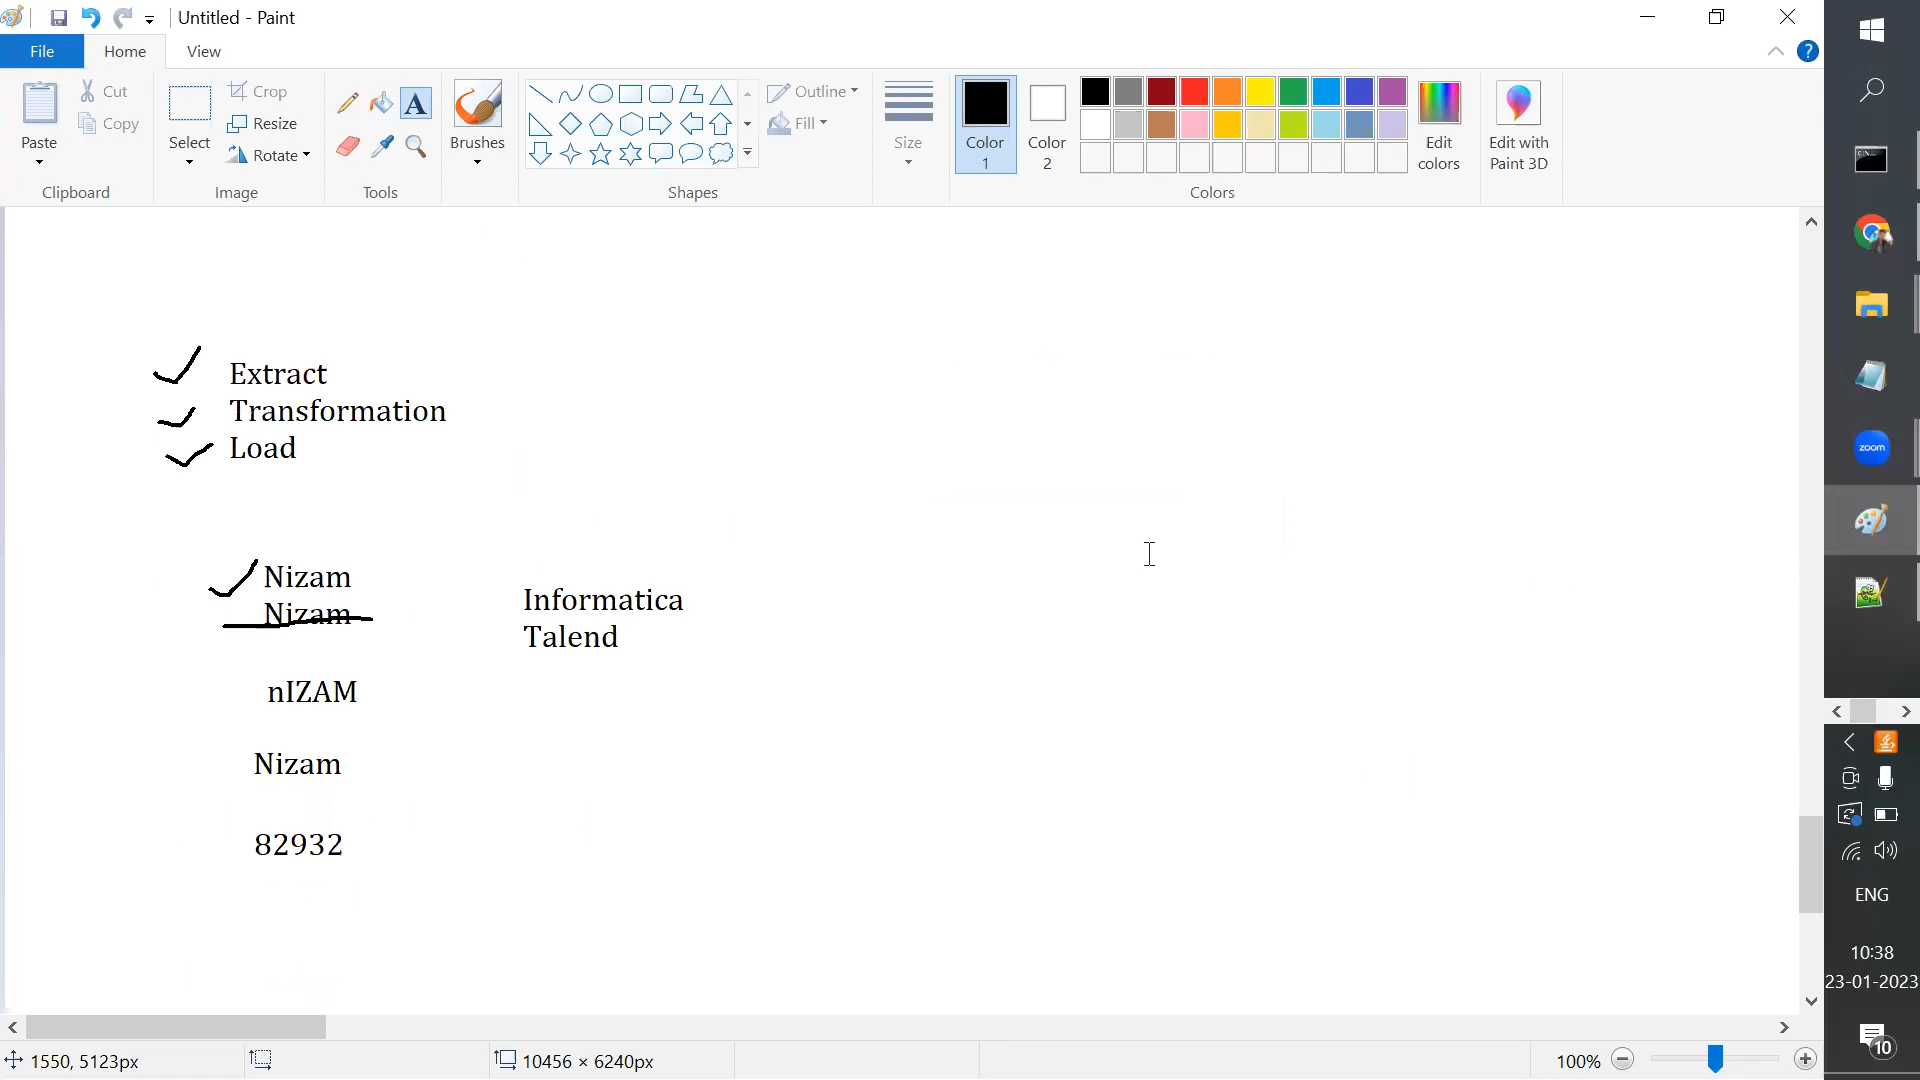 Untitled - Paint
File
Home
View
Paste
Cut
Copy
Clipboard
Select
Crop
Resize
Rotate
Image
A
Tools
Brushes
Shapes
Outline
Fill
Size
Color 1
Color 2
Colors
Edit colors
Edit with Paint 3D
Extract
Transformation
Load
Nizam
Nizam
nIZAM
Nizam
82932
Informatica
Talend
1550, 5123px
10456 × 6240px
100%
zoom
ENG
10:38
23-01-2023
10